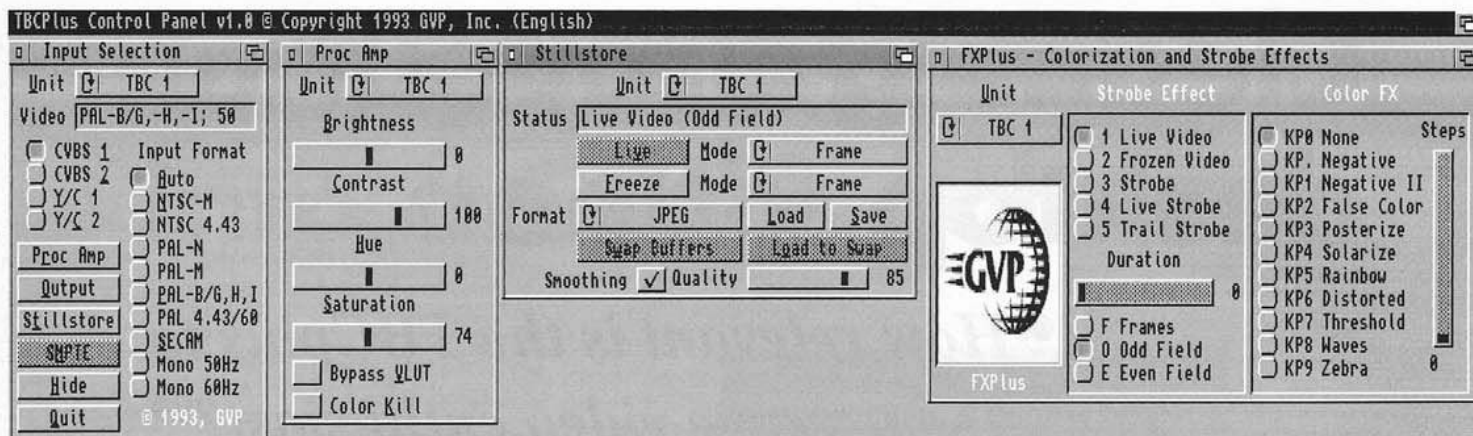 TBCPlus Control Panel v1.0 © Copyright 1993 GVP, Inc. (English)
Input Selection
Unit TBC 1
Video PAL-B/G,-H,-I; 50
CVBS 1
CVBS 2
Y/C 1
Y/C 2
Input Format
Auto
NTSC-M
NTSC 4.43
PAL-N
PAL-M
PAL-B/G,H,I
PAL 4.43/60
SECAM
Mono 50Hz
Mono 60Hz
Proc Amp
Output
Stillstore
SMPTE
Hide
Quit
© 1993, GVP
Proc Amp
Unit TBC 1
Brightness
0
Contrast
100
Hue
0
Saturation
74
Bypass VLUT
Color Kill
Stillstore
Unit TBC 1
Status Live Video (Odd Field)
Live Mode Frame
Freeze Mode Frame
Format JPEG Load Save
Swap Buffers Load to Swap
Smoothing Quality 85
FXPlus - Colorization and Strobe Effects
Unit
TBC 1
GVP
FXPlus
Strobe Effect
1 Live Video
2 Frozen Video
3 Strobe
4 Live Strobe
5 Trail Strobe
Duration
0
F Frames
O Odd Field
E Even Field
Color FX
KP0 None
KP. Negative
KP1 Negative II
KP2 False Color
KP3 Posterize
KP4 Solarize
KP5 Rainbow
KP6 Distorted
KP7 Threshold
KP8 Waves
KP9 Zebra
Steps
0